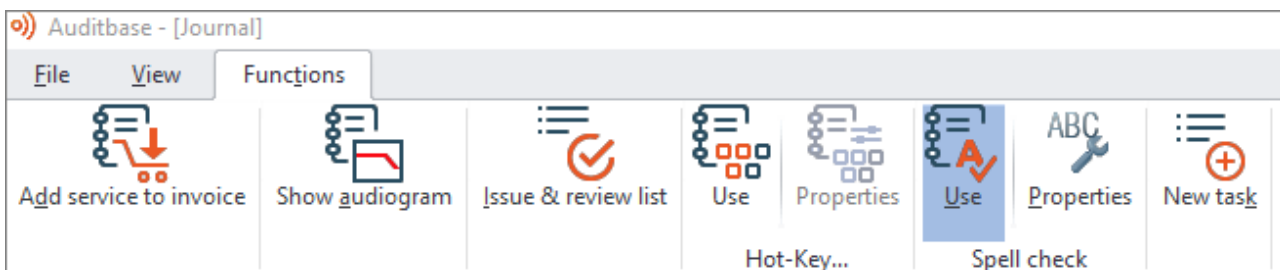 Auditbase - [Journal]
File View Functions
ABC
Add service to invoice Show audiogram Issue & review list Use Properties Use Properties New task
Hot-Key... Spell check